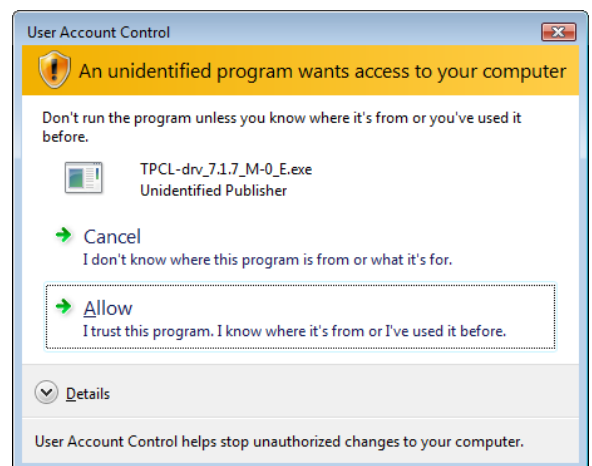 User Account Control
An unidentified program wants access to your computer
Don't run the program unless you know where it's from or you've used it
before.
TPCL-drv_7.1.7_M-0_E.exe
Unidentified Publisher
Cancel
I don't know where this program is from or what it's for.
Allow
I trust this program. I know where it's from or I've used it before.
Details
User Account Control helps stop unauthorized changes to your computer.